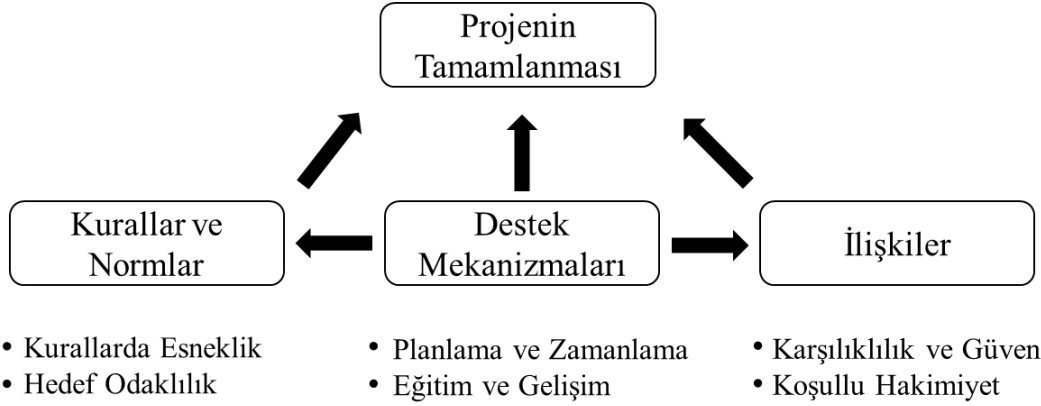 Projenin
Tamamlanması
Kurallar ve
Normlar
Destek
Mekanizmaları
İlişkiler
• Kurallarda Esneklik
• Hedef Odaklılık
• Planlama ve Zamanlama
• Eğitim ve Gelişim
• Karşılıklılık ve Güven
• Koşullu Hakimiyet